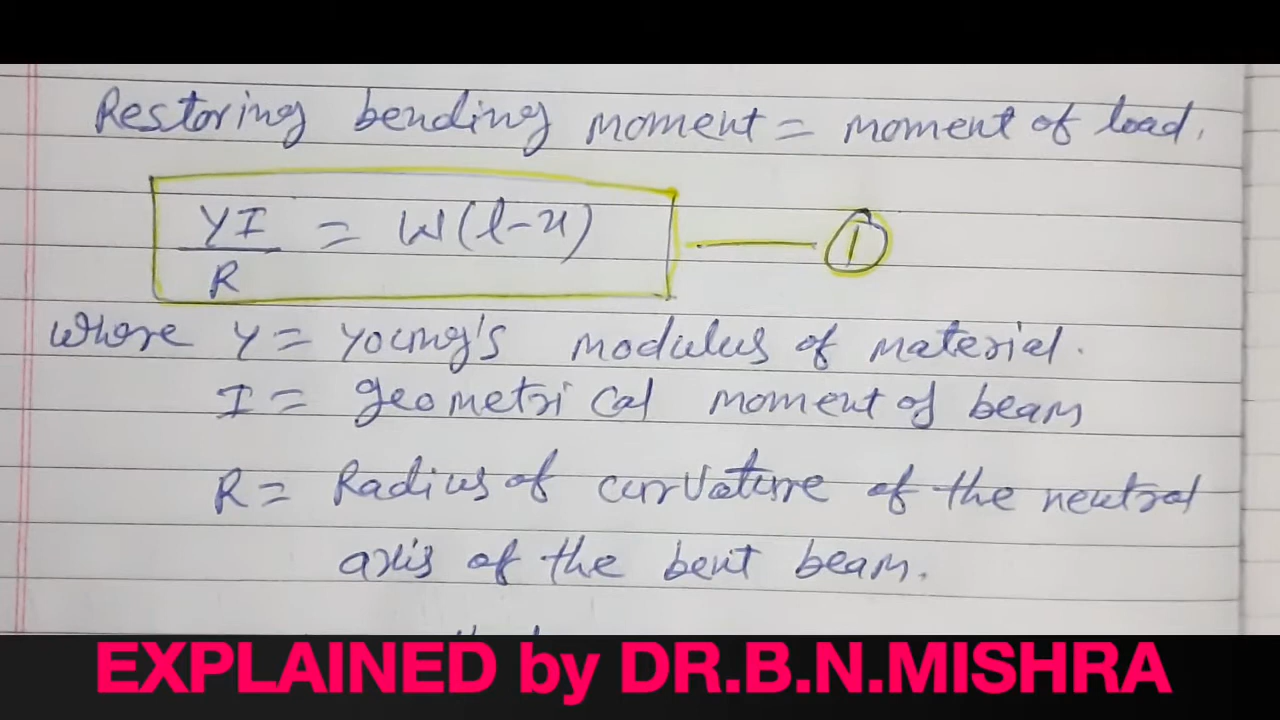 Restoring bending moment = moment of load.
YI/R = W(l-x) —— ①
where Y = Young's modulus of material.
I = geometrical moment of beam
R = Radius of curvature of the neutral
axis of the bent beam.
EXPLAINED by DR.B.N.MISHRA